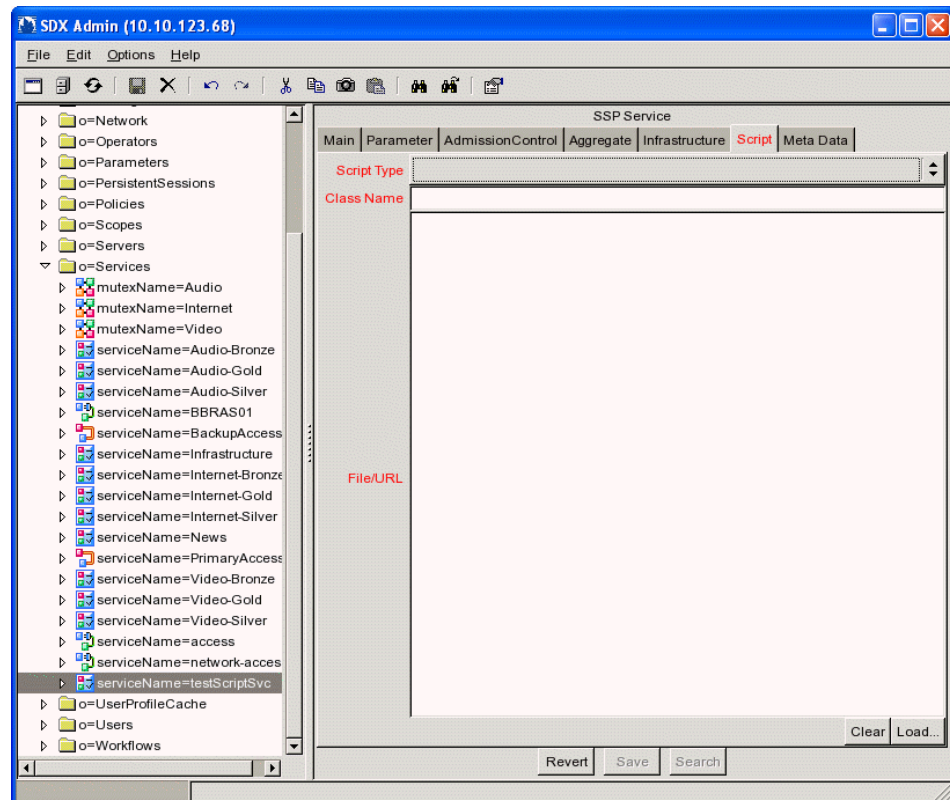 SDX Admin (10.10.123.68)
File Edit Options Help
o=Network
o=Operators
o=Parameters
o=PersistentSessions
o=Policies
o=Scopes
o=Servers
o=Services
mutexName=Audio
mutexName=Internet
mutexName=Video
serviceName=Audio-Bronze
serviceName=Audio-Gold
serviceName=Audio-Silver
serviceName=BBRAS01
serviceName=BackupAccess
serviceName=Infrastructure
serviceName=Internet-Bronze
serviceName=Internet-Gold
serviceName=Internet-Silver
serviceName=News
serviceName=PrimaryAccess
serviceName=Video-Bronze
serviceName=Video-Gold
serviceName=Video-Silver
serviceName=access
serviceName=network-acces
serviceName=testScriptSvc
o=UserProfileCache
o=Users
o=Workflows
SSP Service
Main Parameter AdmissionControl Aggregate Infrastructure Script Meta Data
Script Type
Class Name
File/URL
Clear Load...
Revert Save Search